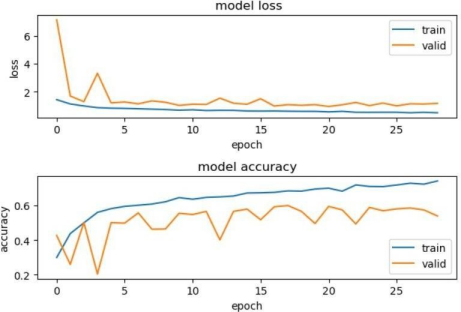 model loss
6
4
2
loss
train
valid
0 5 10 15 20 25
epoch
model accuracy
0.6
0.4
0.2
accuracy
train
valid
0 5 10 15 20 25
epoch